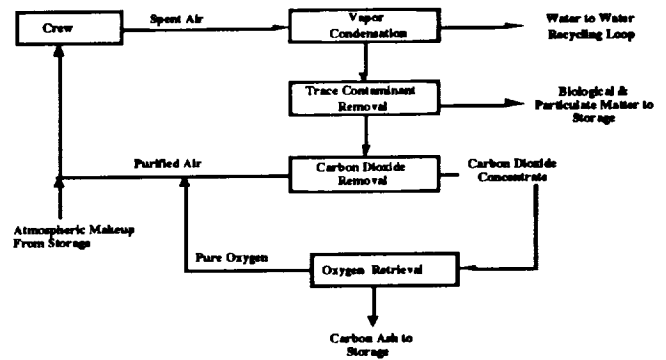 Crew
Spent Air
Vapor
Condensation
Water to Water
Recycling Loop
Trace Contaminant
Removal
Biological &
Particulate Matter to
Storage
Purified Air
Carbon Dioxide
Removal
Carbon Dioxide
Concentrate
Atmospheric Makeup
From Storage
Pure Oxygen
Oxygen Retrieval
Carbon Ash to
Storage